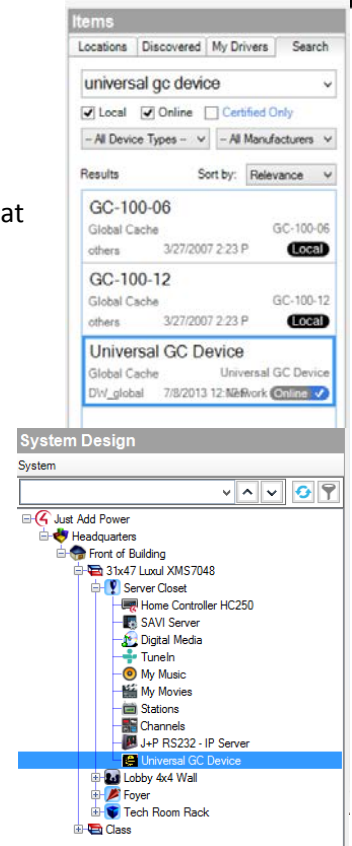 Items
Locations Discovered My Drivers Search
universal gc device
Local Online Certified Only
-- All Device Types -- -- All Manufacturers
Results Sort by: Relevance
at
GC-100-06
Global Cache GC-100-06
others 3/27/2007 2:23 P Local
GC-100-12
Global Cache GC-100-12
others 3/27/2007 2:23 P Local
Universal GC Device
Global Cache Universal GC Device
DW_global 7/8/2013 Online
System Design
System
Just Add Power
Headquarters
Front of Building
31x47 Luxul XMS7048
Server Closet
Home Controller HC250
SAVI Server
Digital Media
TuneIn
My Music
My Movies
Stations
Channels
J+P RS232 - IP Server
Universal GC Device
Lobby 4x4 Wall
Foyer
Tech Room Rack
Class